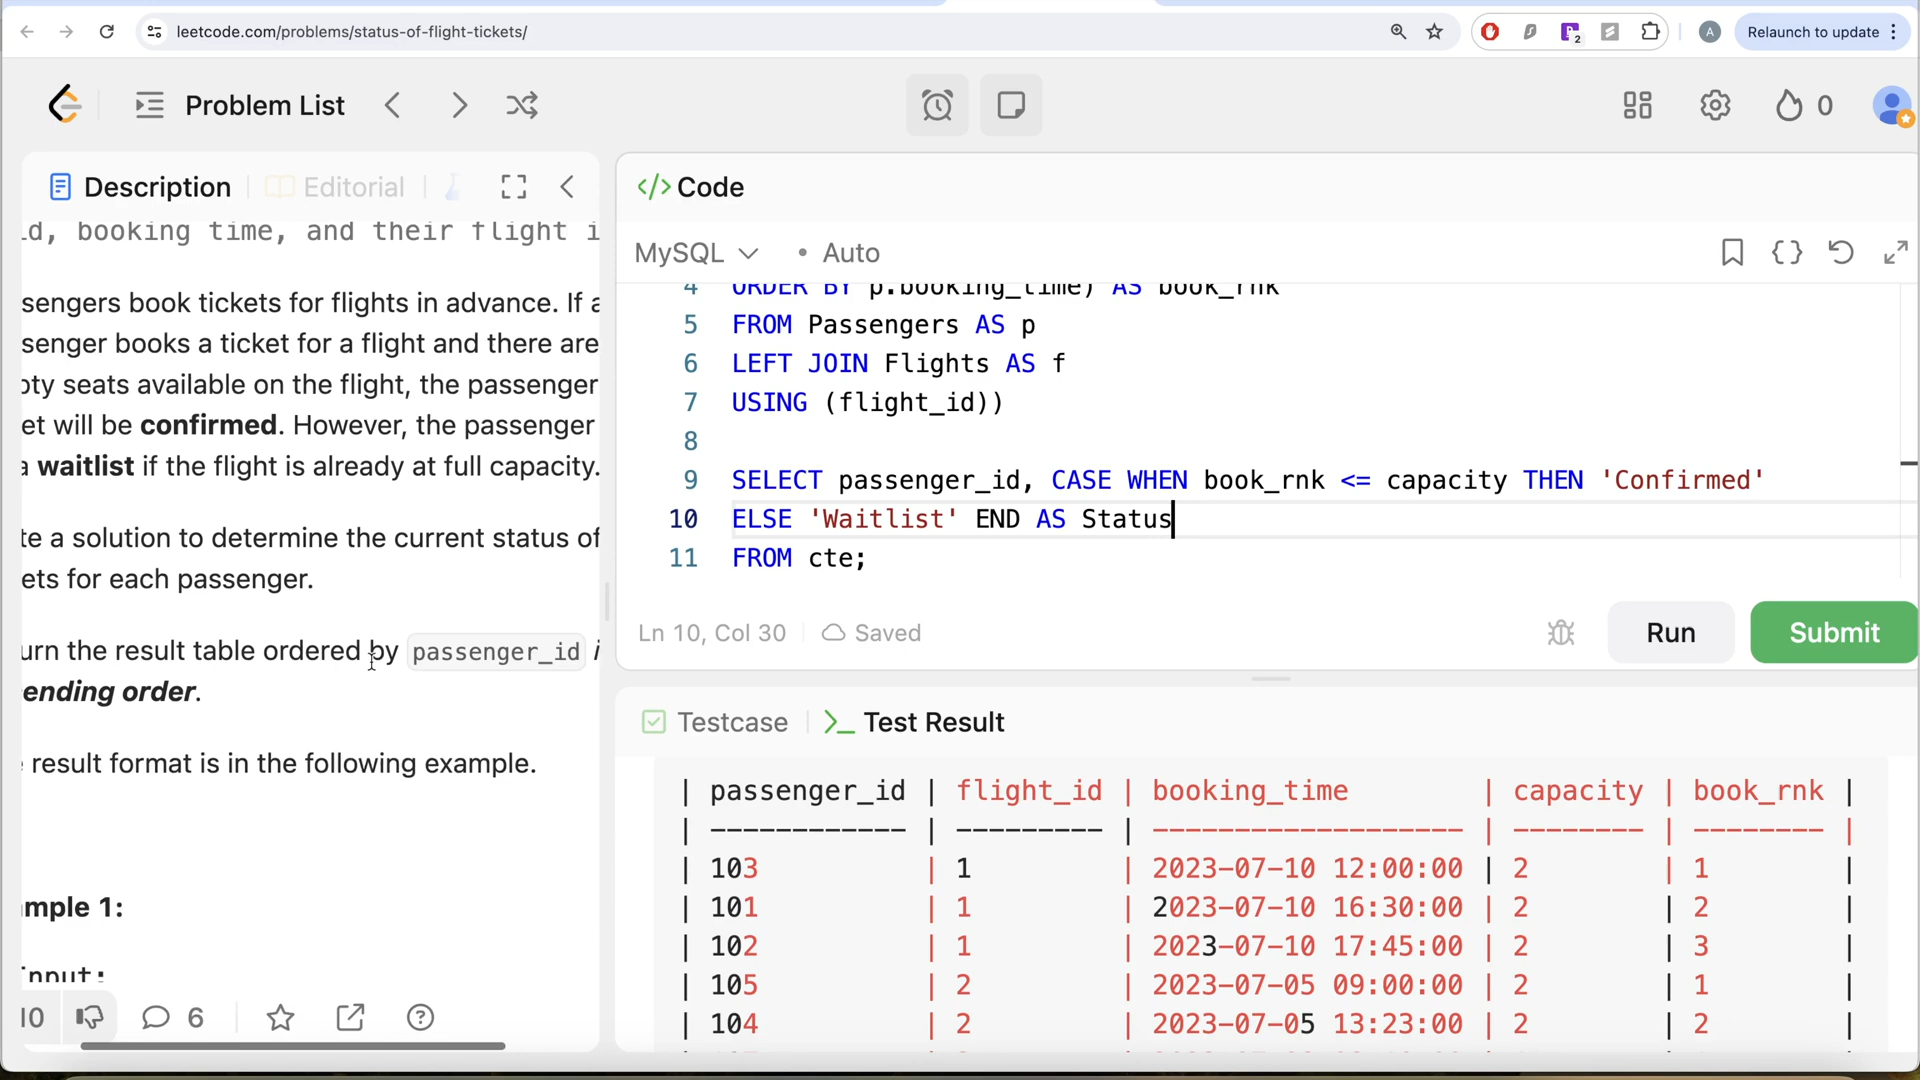 leetcode.com/problems/status-of-flight-tickets/
2
A
Relaunch to update
Problem List
0
Description
Editorial
id, booking time, and their flight i
</> Code
MySQL
• Auto
sengers book tickets for flights in advance. If a
senger books a ticket for a flight and there are
pty seats available on the flight, the passenger
et will be confirmed. However, the passenger
a waitlist if the flight is already at full capacity.
te a solution to determine the current status of
ets for each passenger.
urn the result table ordered by passenger_id i
ending order.
result format is in the following example.
mple 1:
Input:
10
6
4 ORDER BY p.booking_time) AS book_rnk
5 FROM Passengers AS p
6 LEFT JOIN Flights AS f
7 USING (flight_id))
8
9 SELECT passenger_id, CASE WHEN book_rnk <= capacity THEN 'Confirmed'
10 ELSE 'Waitlist' END AS Status
11 FROM cte;
Ln 10, Col 30
Saved
Run
Submit
Testcase
Test Result
| passenger_id | flight_id | booking_time | capacity | book_rnk |
| ------------ | --------- | ------------------- | -------- | -------- |
| 103 | 1 | 2023-07-10 12:00:00 | 2 | 1 |
| 101 | 1 | 2023-07-10 16:30:00 | 2 | 2 |
| 102 | 1 | 2023-07-10 17:45:00 | 2 | 3 |
| 105 | 2 | 2023-07-05 09:00:00 | 2 | 1 |
| 104 | 2 | 2023-07-05 13:23:00 | 2 | 2 |